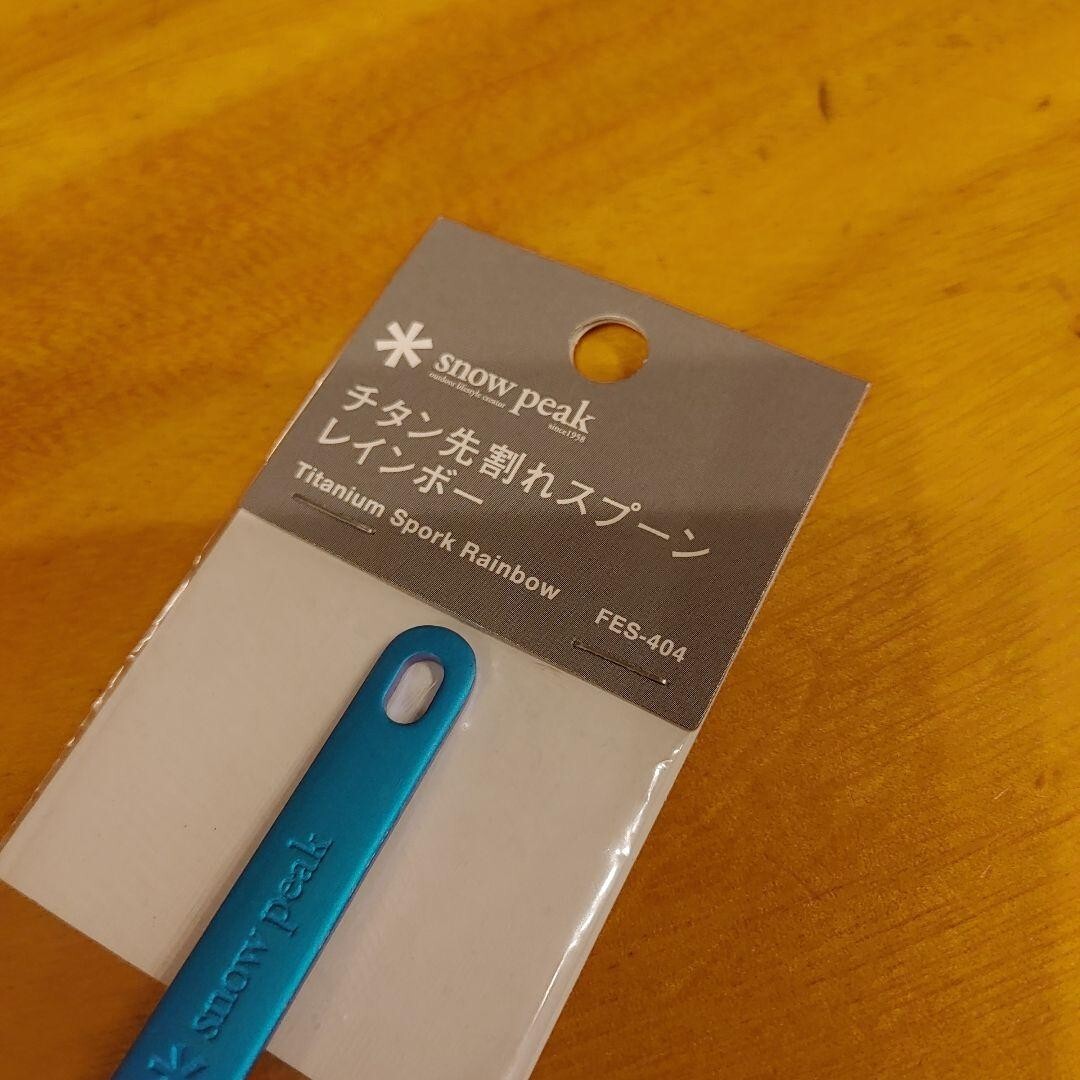 snow peak
outdoor lifestyle creator
since1958
チタン先割れスプーン
レインボー
Titanium Spork Rainbow
FES-404
snow peak